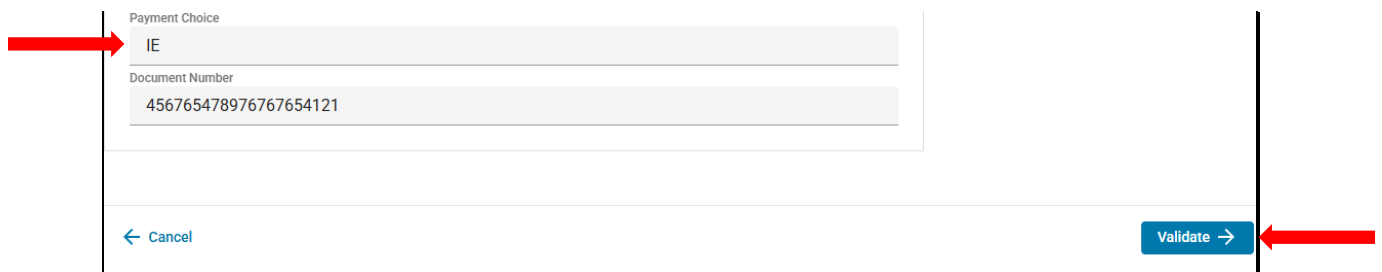 Payment Choice
IE
Document Number
456765478976767654121
Cancel
Validate